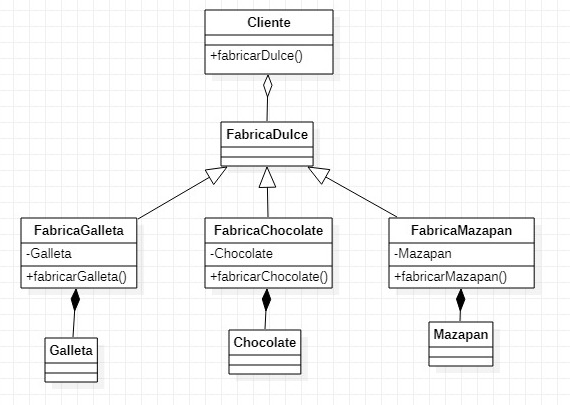 Cliente
+fabricarDulce()
FabricaDulce
FabricaGalleta
-Galleta
+fabricarGalleta()
FabricaChocolate
-Chocolate
+fabricarChocolate()
FabricaMazapan
-Mazapan
+fabricarMazapan()
Galleta
Chocolate
Mazapan